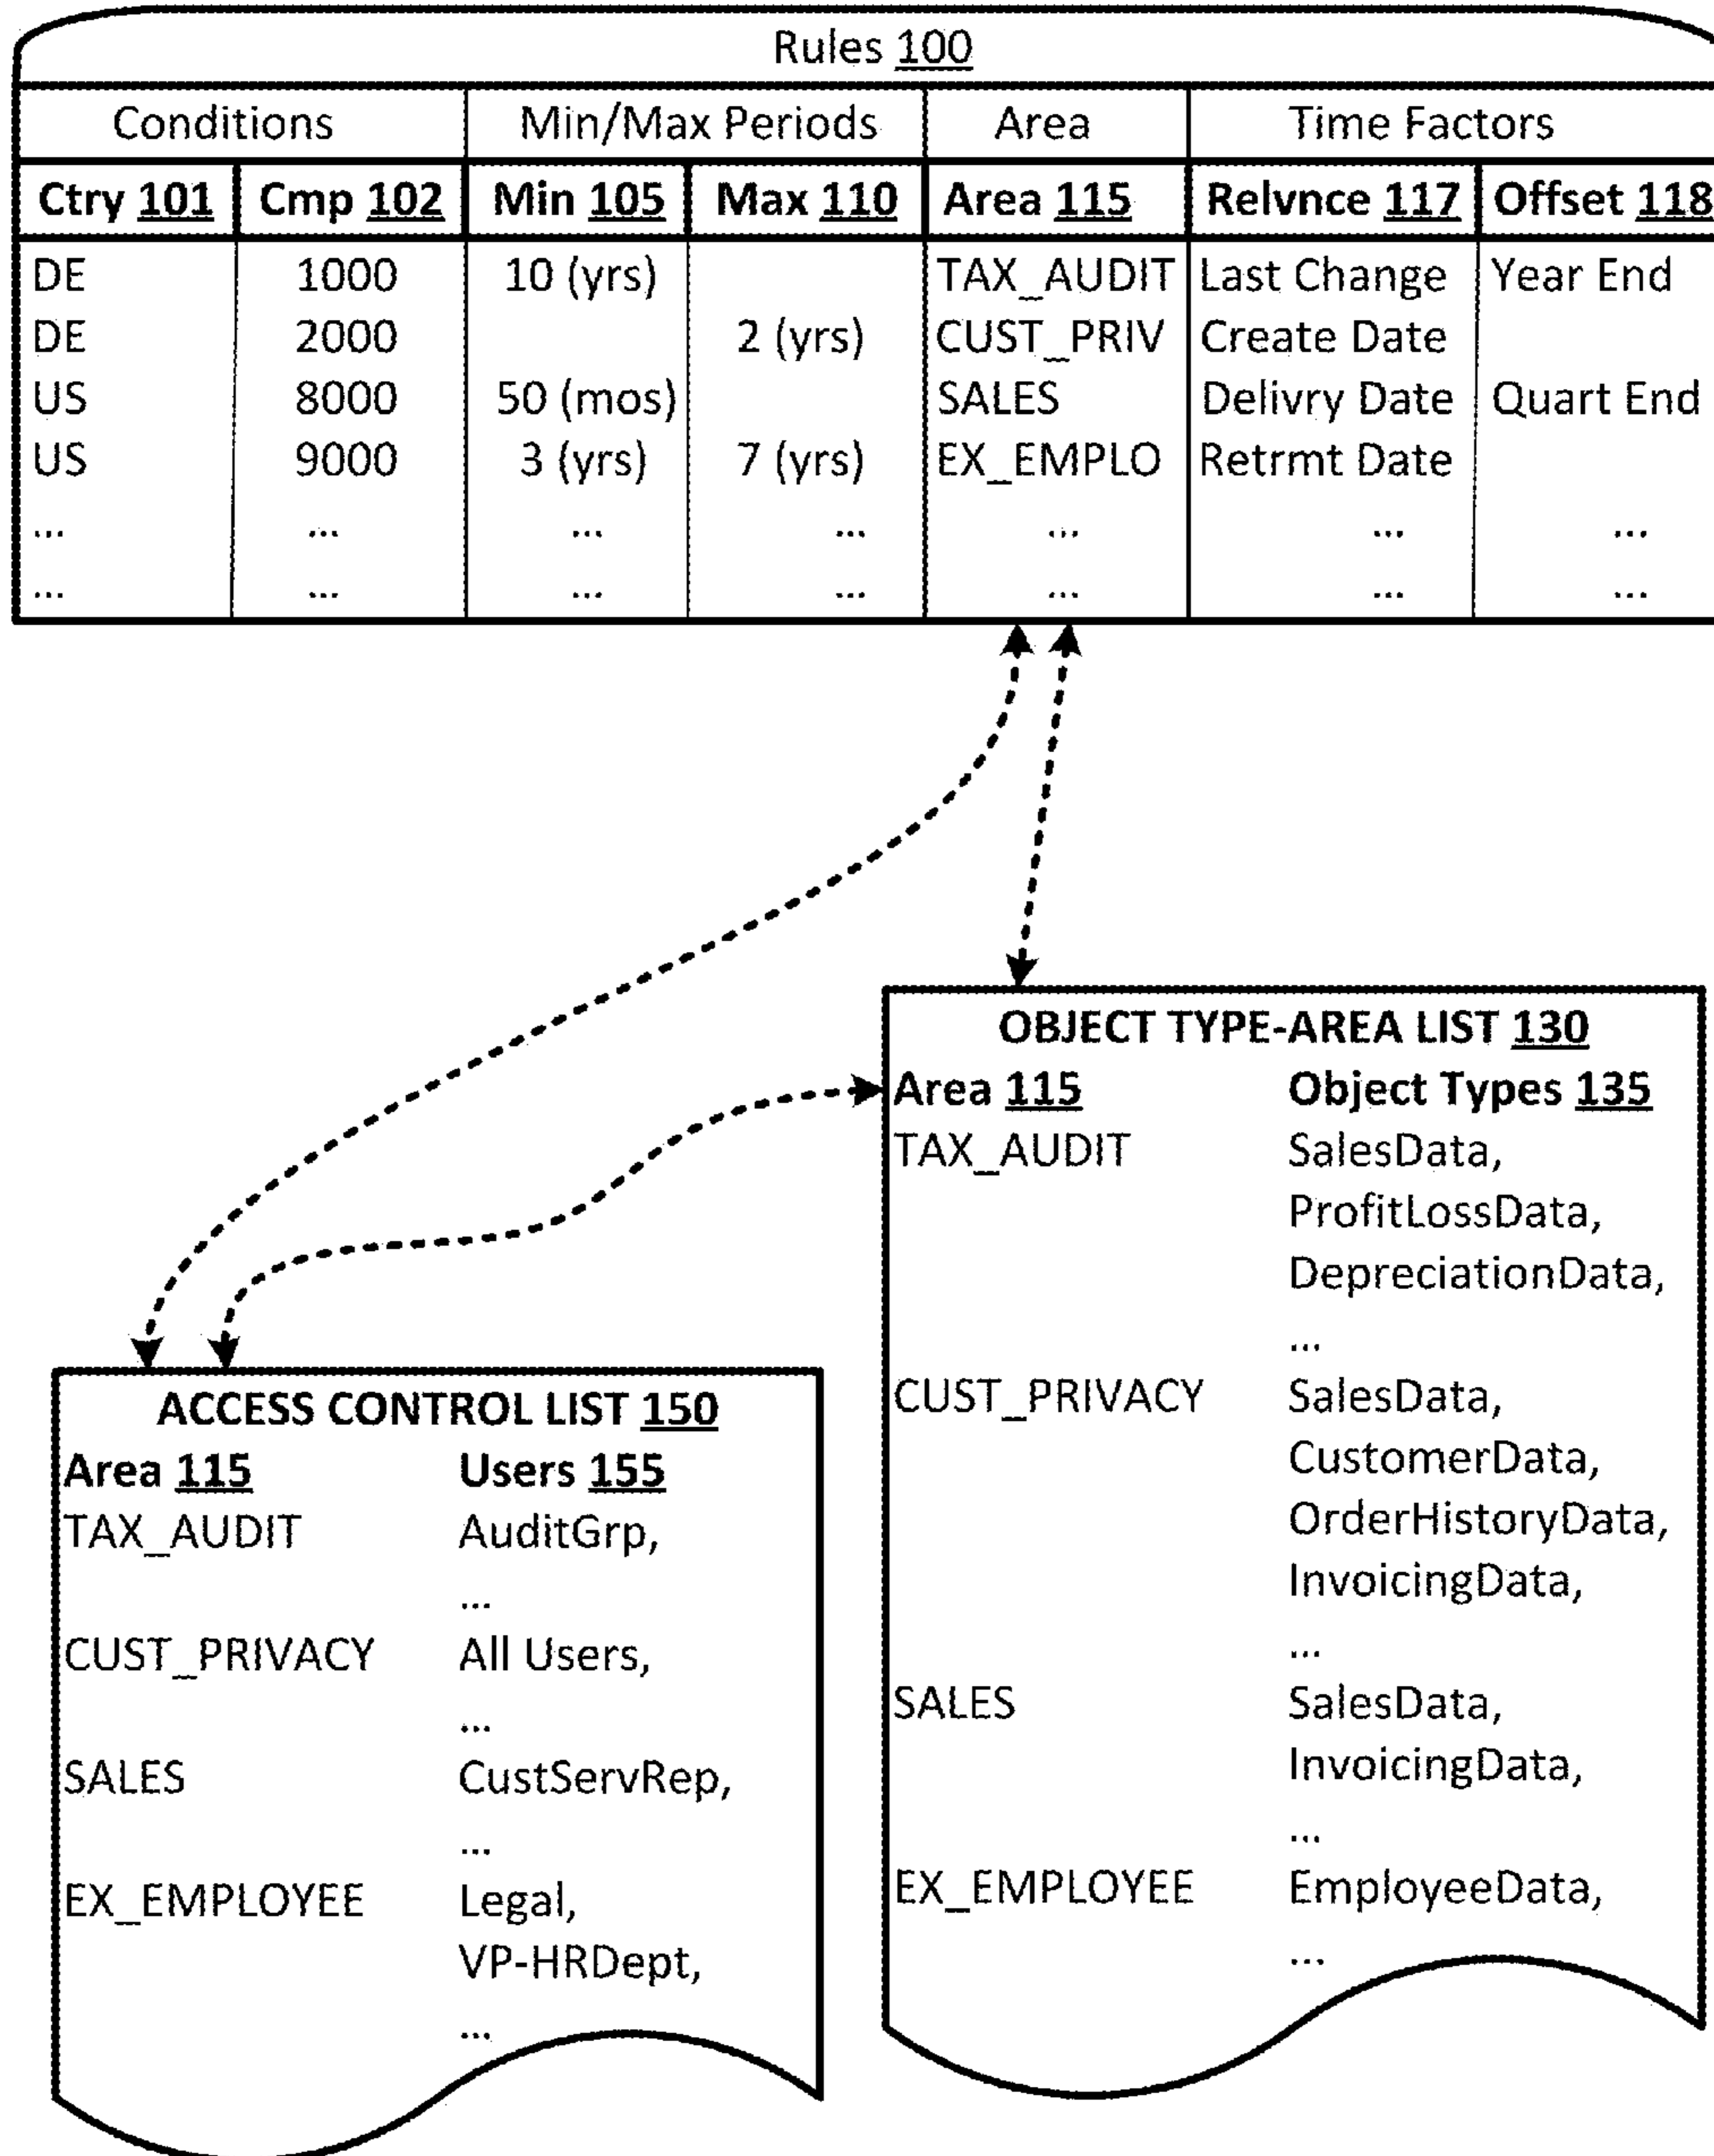 Rules 100
Conditions Min/Max Periods Area Time Factors
Ctry 101 Cmp 102 Min 105 Max 110 Area 115 Relvnce 117 Offset 118
DE 1000 10 (yrs) TAX_AUDIT Last Change Year End
DE 2000 2 (yrs) CUST_PRIV Create Date
US 8000 50 (mos) SALES Delivry Date Quart End
US 9000 3 (yrs) 7 (yrs) EX_EMPLO Retrmt Date
... ... ... ... ... ... ...
... ... ... ... ... ... ...
OBJECT TYPE-AREA LIST 130
Area 115 Object Types 135
TAX_AUDIT SalesData,
ProfitLossData,
DepreciationData,
...
CUST_PRIVACY SalesData,
CustomerData,
OrderHistoryData,
InvoicingData,
...
SALES SalesData,
InvoicingData,
...
EX_EMPLOYEE EmployeeData,
...
ACCESS CONTROL LIST 150
Area 115 Users 155
TAX_AUDIT AuditGrp,
...
CUST_PRIVACY All Users,
...
SALES CustServRep,
...
EX_EMPLOYEE Legal,
VP-HRDept,
...